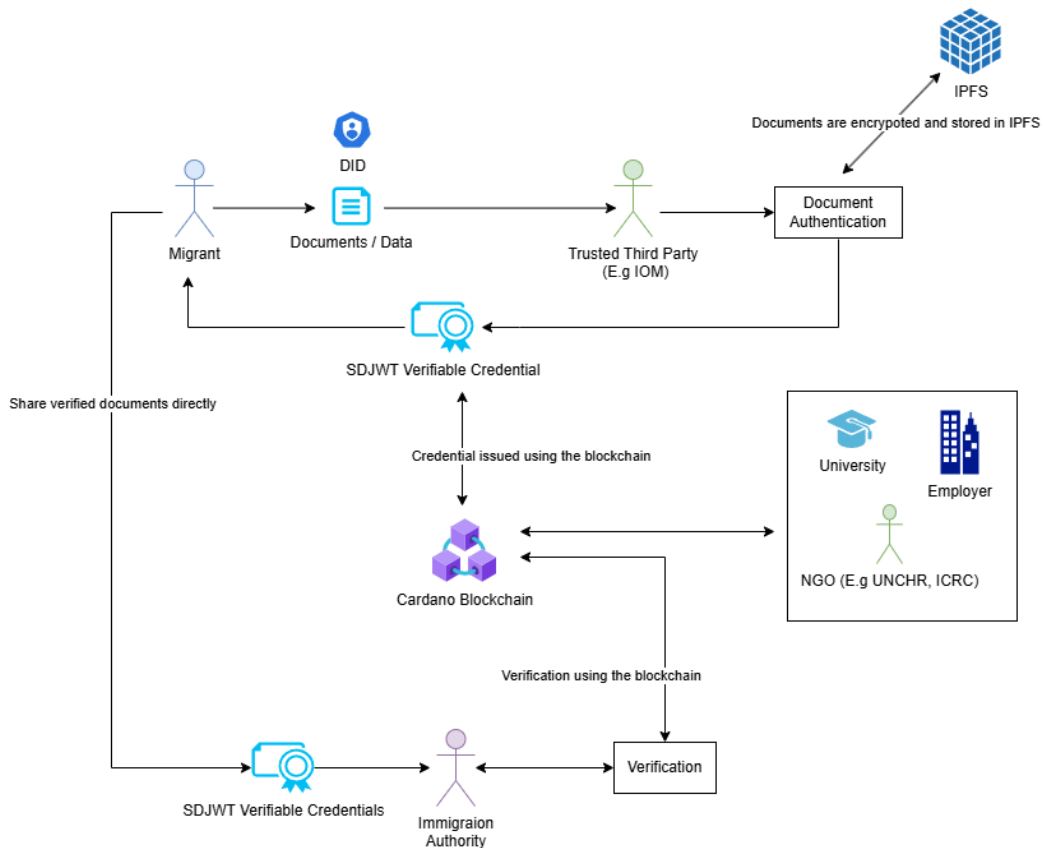 IPFS
Documents are encrypoted and stored in IPFS
DID
Documents / Data
Migrant
Trusted Third Party
(E.g IOM)
Document
Authentication
SDJWT Verifiable Credential
Share verified documents directly
Credential issued using the blockchain
University
Employer
NGO (E.g UNCHR, ICRC)
Cardano Blockchain
Verification using the blockchain
Verification
SDJWT Verifiable Credentials
Immigraion
Authority